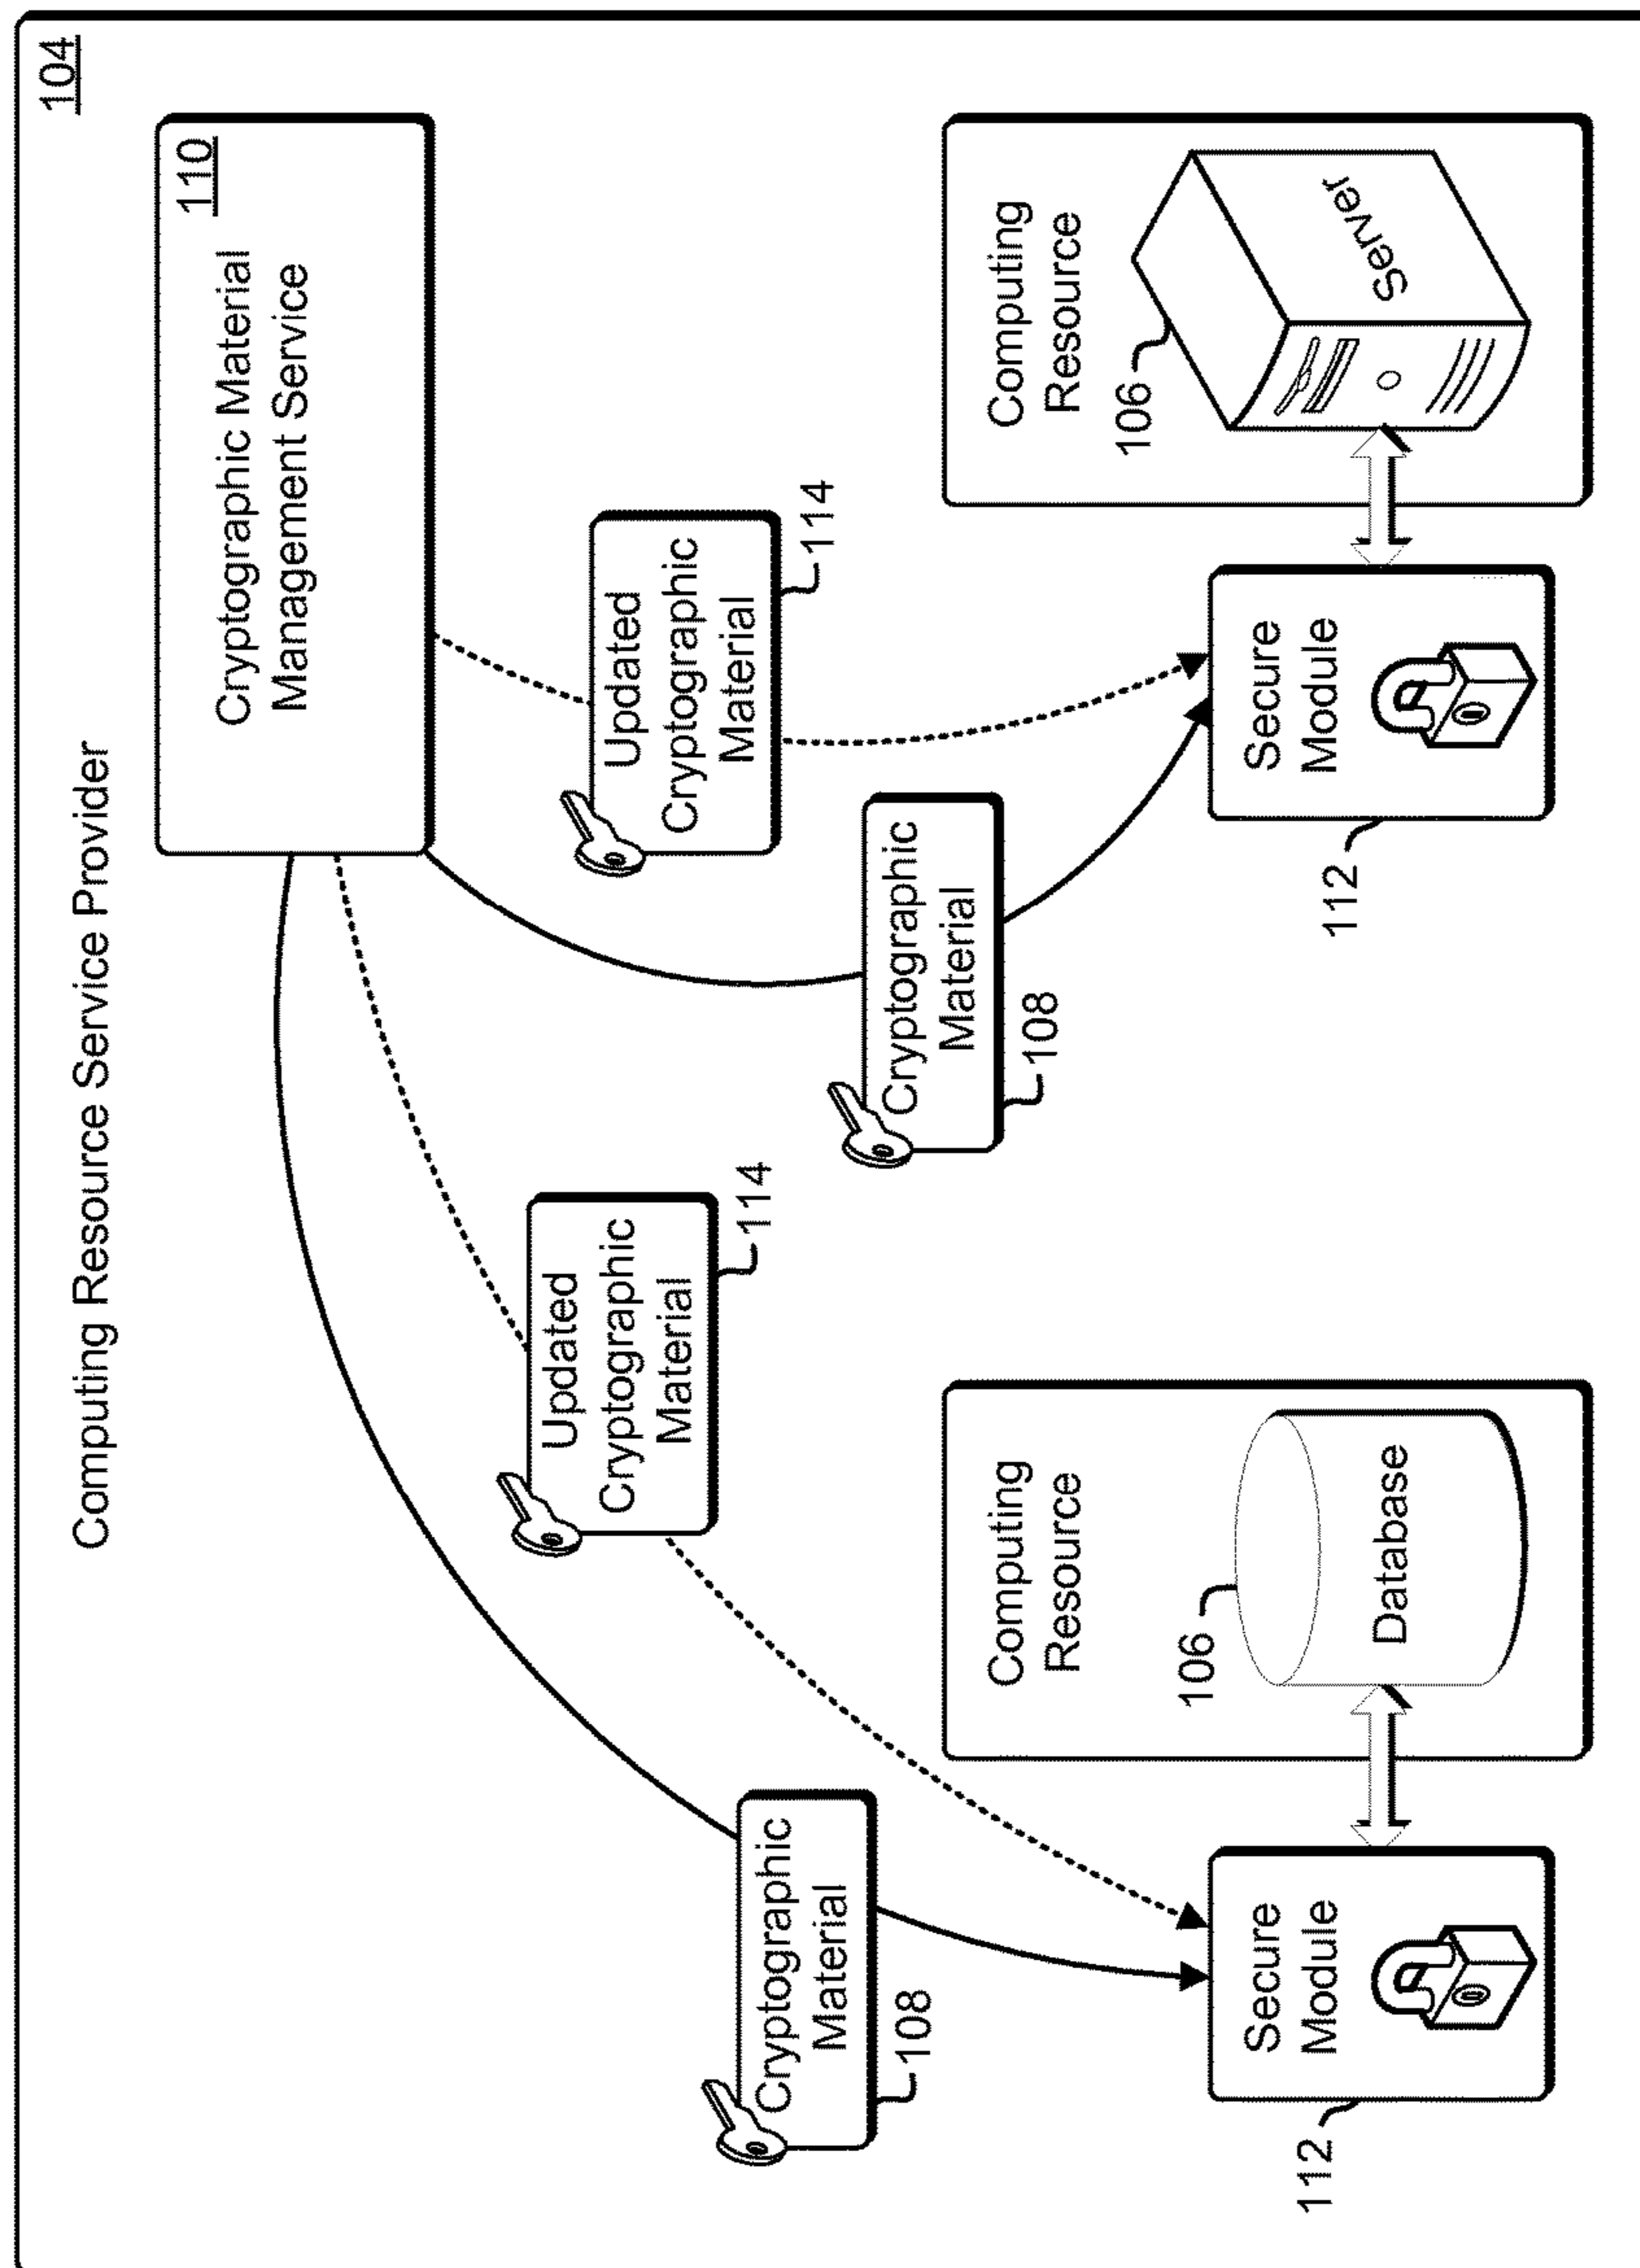 104
Computing Resource Service Provider
110
Cryptographic Material
Management Service
Updated
Cryptographic
Material
114
Updated
Cryptographic
Material
114
Cryptographic
Material
108
Cryptographic
Material
108
Computing
Resource
106
Database
Computing
Resource
106
Server
Secure
Module
112
Secure
Module
112